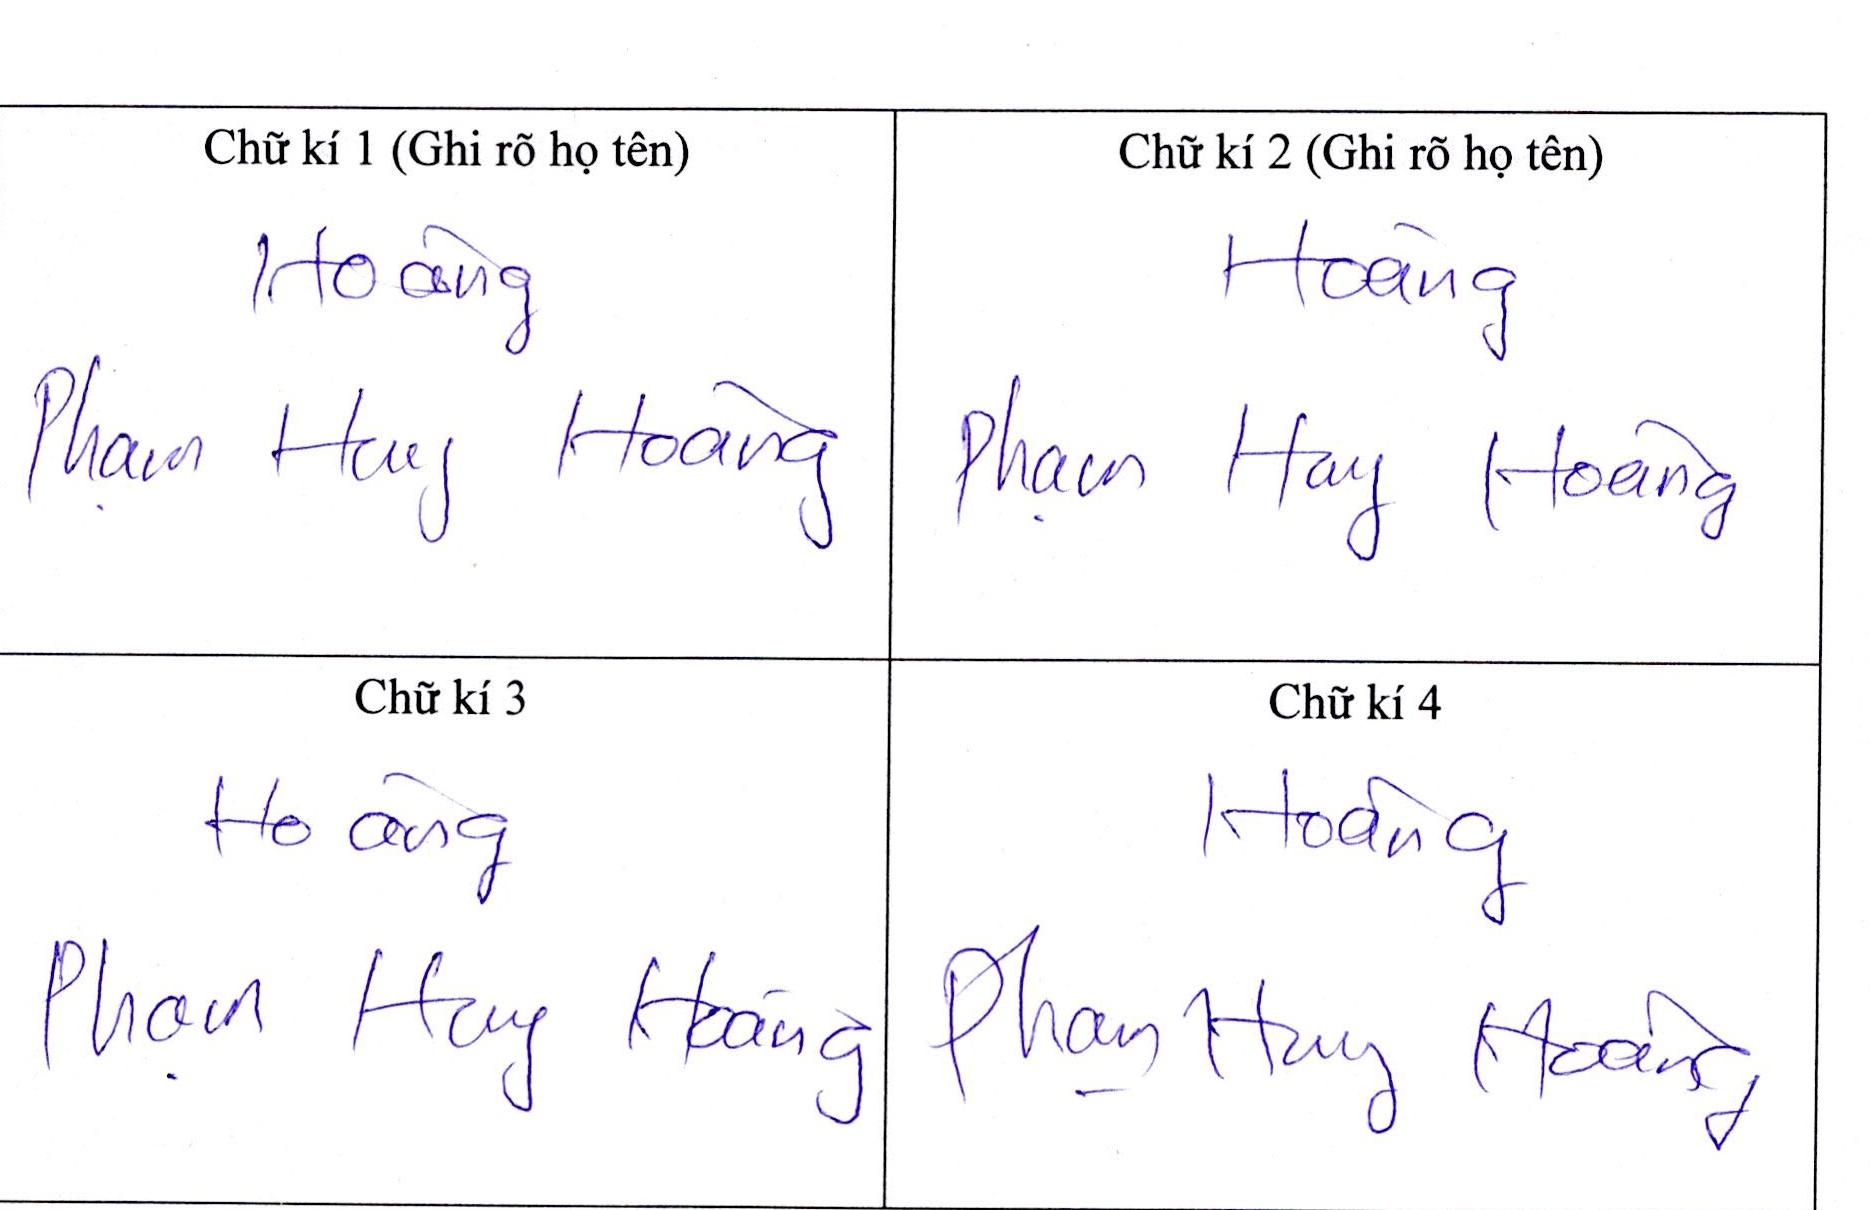 Chữ kí 1 (Ghi rõ họ tên)
Hoàng
Phạm Huy Hoàng
Chữ kí 2 (Ghi rõ họ tên)
Hoàng
Phạm Huy Hoàng
Chữ kí 3
Hoàng
Phạm Huy Hoàng
Chữ kí 4
Hoàng
Phạm Huy Hoàng